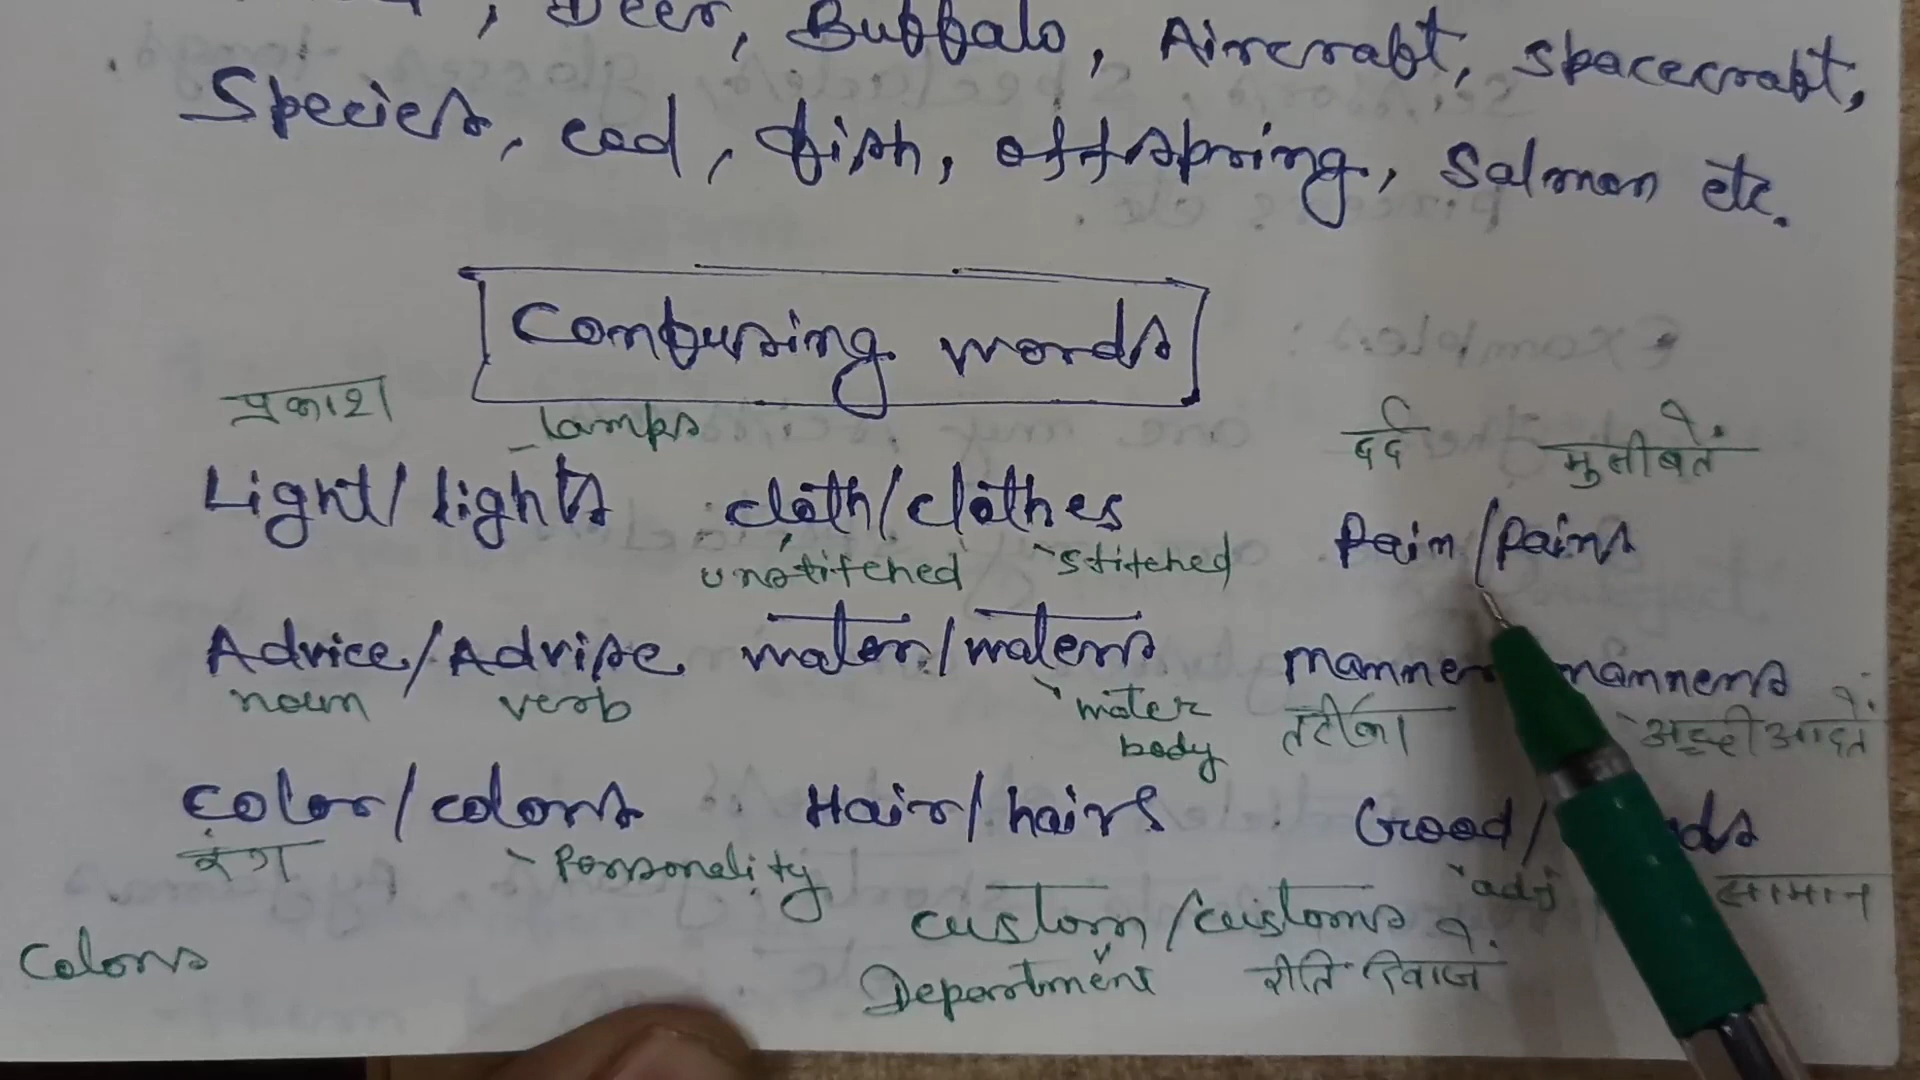 , Deer, Buffalo, Aircraft, spacecraft,
Species, cod, fish, offspring, Salmon etc.
Confusing words
प्रकाश lamps दर्द मुसीबतें
Light/lights cloth/clothes Pain/Pains
unstitched stitched
Advice/Advise water/waters manner manners
noun verb water body तरीका अच्छी आदतें
color/colors Hair/hairs Good/
रंग Personality adj सामान
custom/customs
colors Department रीति रिवाज